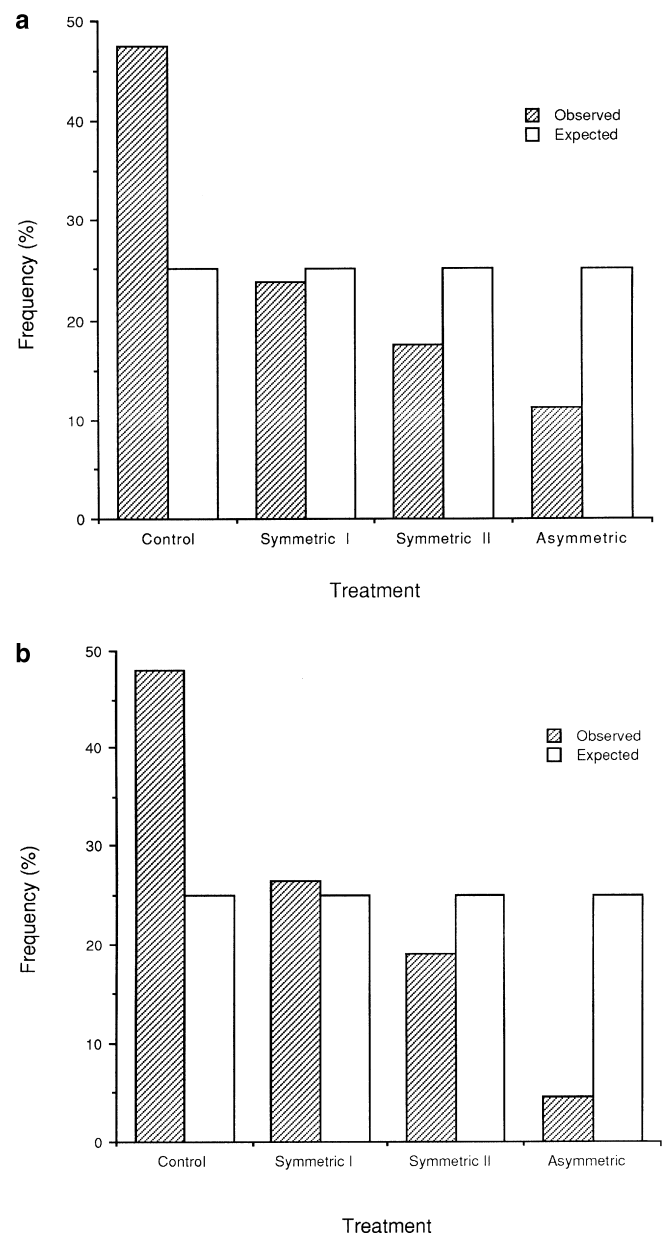 a
50
40
30
20
10
0
Frequency (%)
Observed
Expected
Control Symmetric I Symmetric II Asymmetric
Treatment
b
50
40
30
20
10
0
Frequency (%)
Observed
Expected
Control Symmetric I Symmetric II Asymmetric
Treatment